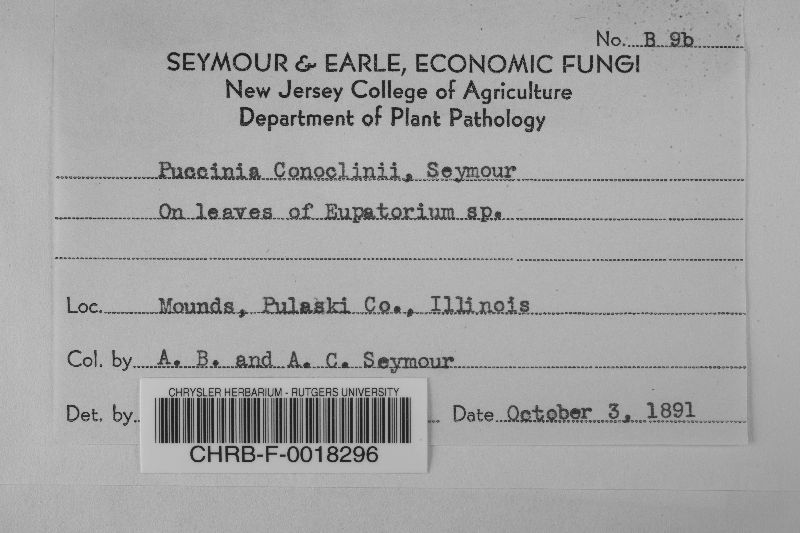 No. B 9b
SEYMOUR & EARLE, ECONOMIC FUNGI
New Jersey College of Agriculture
Department of Plant Pathology
Puccinia Conoclinii, Seymour
On leaves of Eupatorium sp.
Loc. Mounds, Pulaski Co., Illinois
Col. by A. B. and A. C. Seymour
Det. by Date October 3, 1891
CHRYSLER HERBARIUM - RUTGERS UNIVERSITY
CHRB-F-0018296